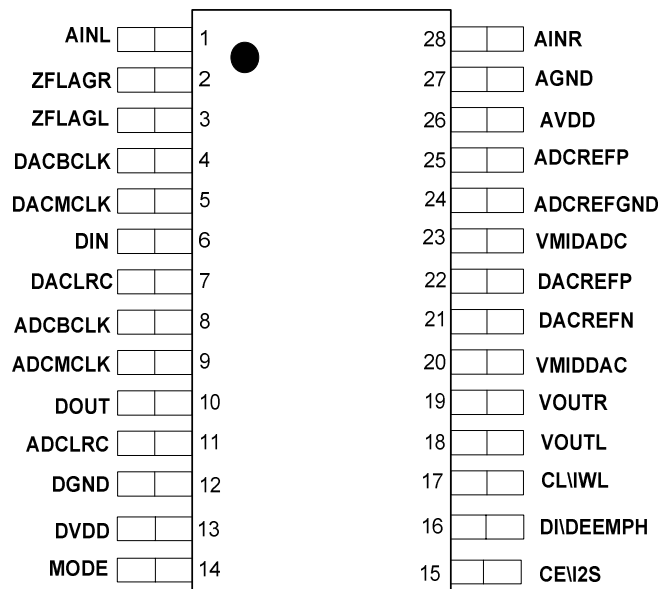 AINL 1 28 AINR
ZFLAGR 2 27 AGND
ZFLAGL 3 26 AVDD
DACBCLK 4 25 ADCREFP
DACMCLK 5 24 ADCREFGND
DIN 6 23 VMIDADC
DACLRC 7 22 DACREFP
ADCBCLK 8 21 DACREFN
ADCMCLK 9 20 VMIDDAC
DOUT 10 19 VOUTR
ADCLRC 11 18 VOUTL
DGND 12 17 CL\IWL
DVDD 13 16 DI\DEEMPH
MODE 14 15 CE\I2S